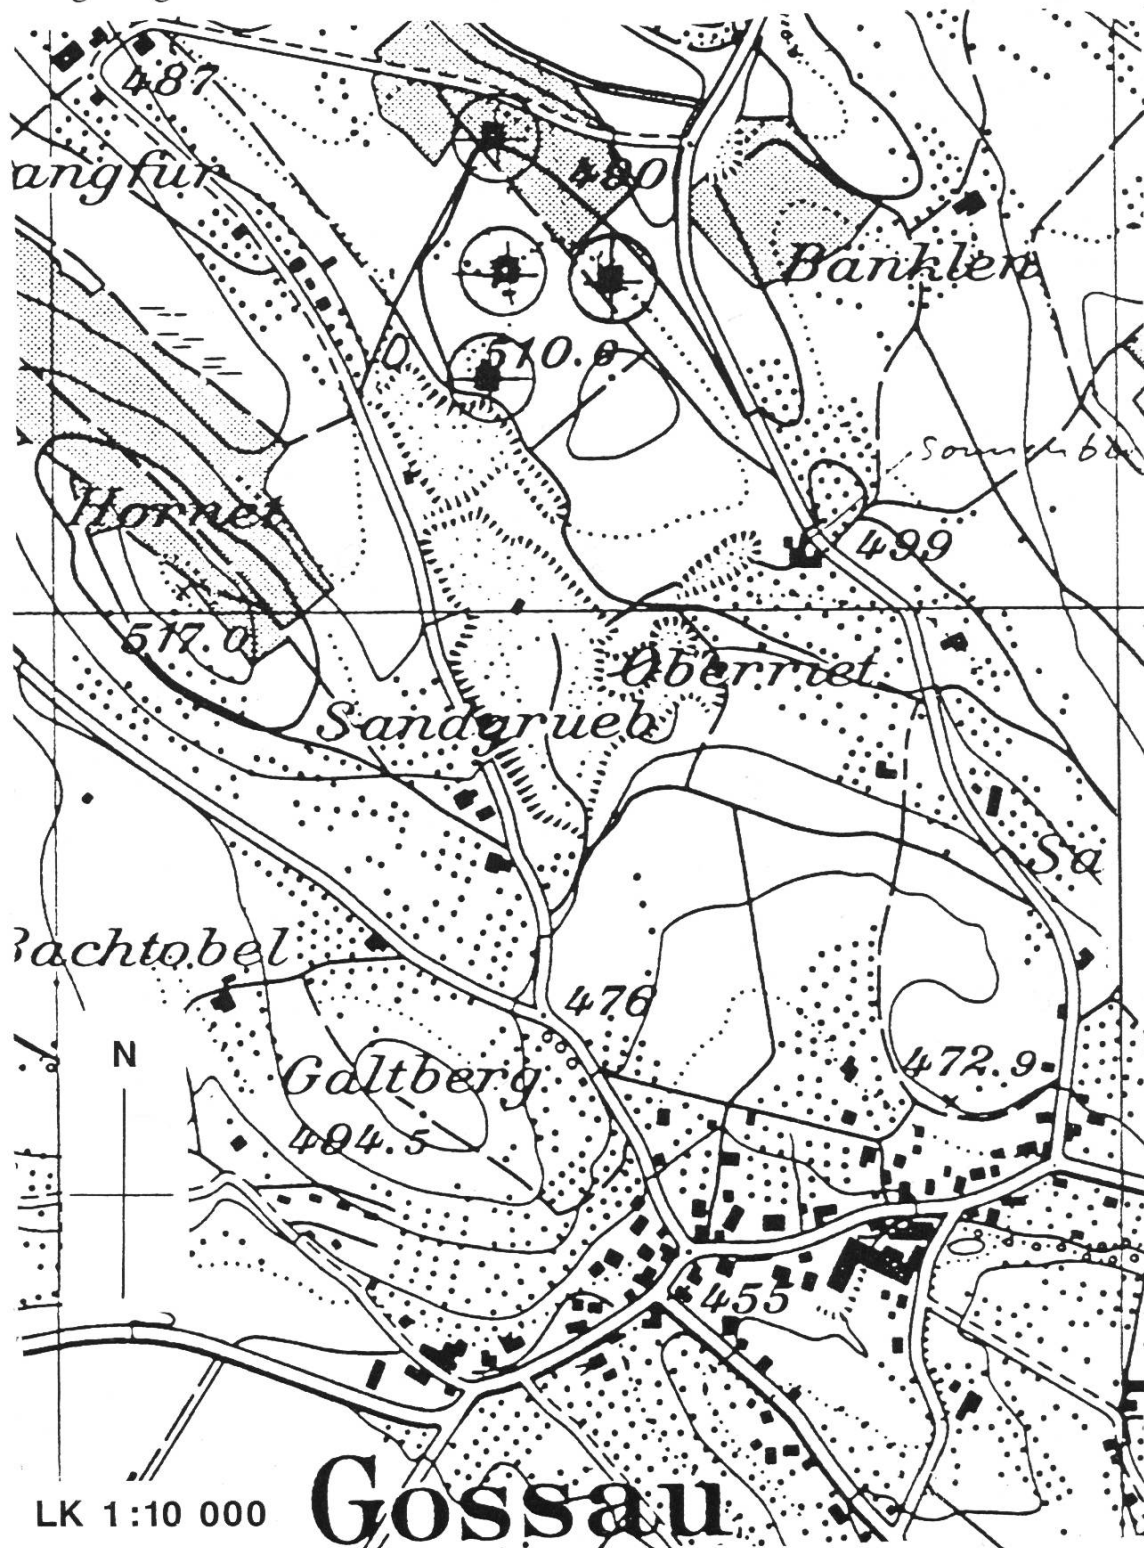 487
angfur
480
Banklen
510.6
Hornet
499
517.0
Oberriet
Sandgrueb
Sa
Bachtobel
476
N
Galtberg
472.9
494.5
455
LK 1:10 000
Gossau